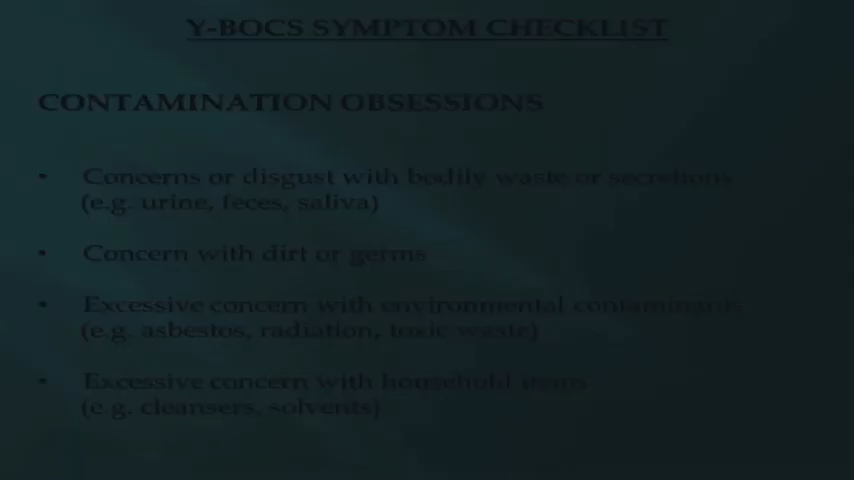 Y-BOCS SYMPTOM CHECKLIST
CONTAMINATION OBSESSIONS
• Concerns or disgust with bodily waste or secretions
(e.g. urine, feces, saliva)
• Concern with dirt or germs
• Excessive concern with environmental contaminants
(e.g. asbestos, radiation, toxic waste)
• Excessive concern with household items
(e.g. cleansers, solvents)